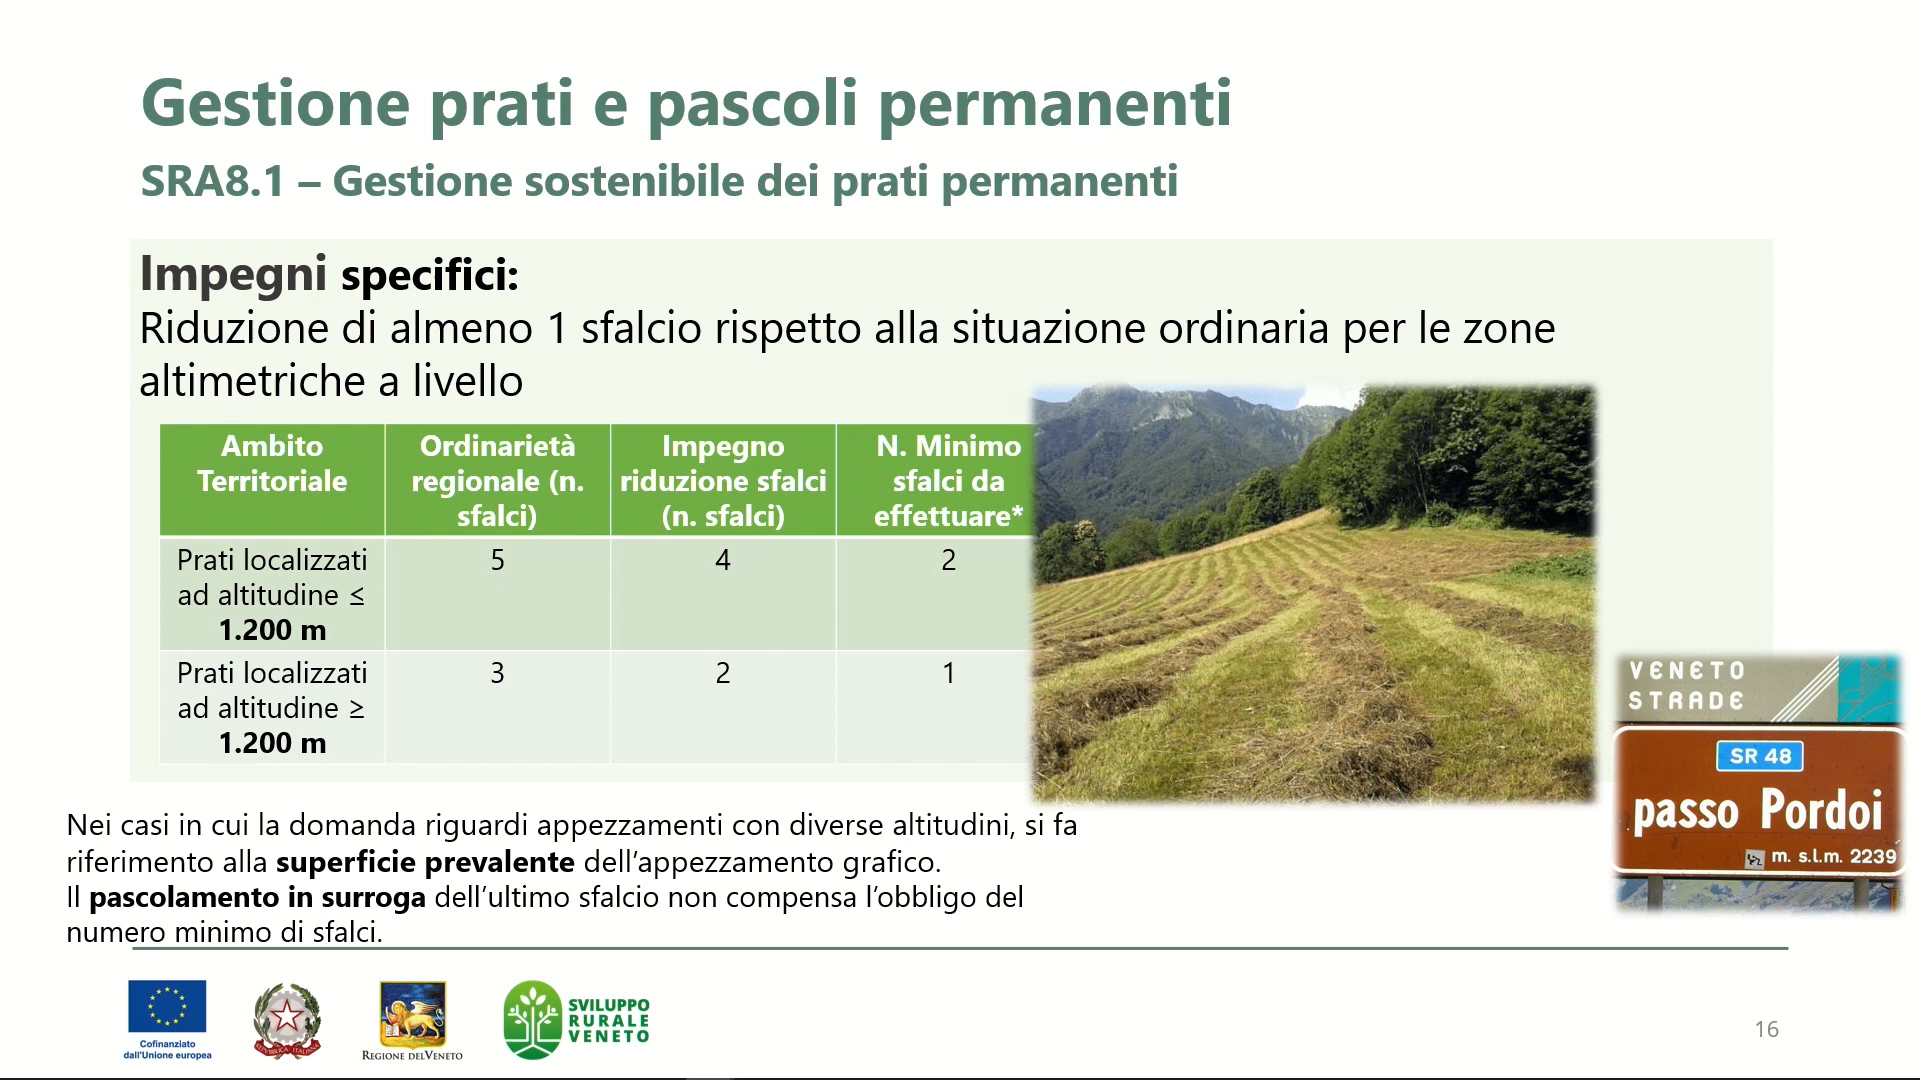 Gestione prati e pascoli permanenti
SRA8.1 – Gestione sostenibile dei prati permanenti
Impegni specifici:
Riduzione di almeno 1 sfalcio rispetto alla situazione ordinaria per le zone
altimetriche a livello
Ambito Territoriale | Ordinarietà regionale (n. sfalci) | Impegno riduzione sfalci (n. sfalci) | N. Minimo sfalci da effettuare*
Prati localizzati ad altitudine ≤ 1.200 m | 5 | 4 | 2
Prati localizzati ad altitudine ≥ 1.200 m | 3 | 2 | 1
VENETO
STRADE
SR 48
passo Pordoi
m. s.l.m. 2239
Nei casi in cui la domanda riguardi appezzamenti con diverse altitudini, si fa
riferimento alla superficie prevalente dell'appezzamento grafico.
Il pascolamento in surroga dell'ultimo sfalcio non compensa l'obbligo del
numero minimo di sfalci.
Cofinanziato
dall'Unione europea
REPVBBLICA ITALIANA
REGIONE DEL VENETO
SVILUPPO
RURALE
VENETO
16